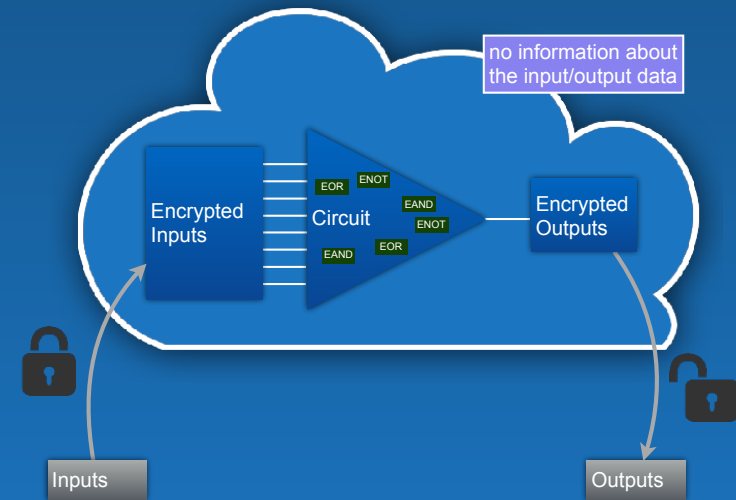 no information about
the input/output data
Encrypted
Inputs
Circuit
EOR
ENOT
EAND
ENOT
EOR
EAND
Encrypted
Outputs
Inputs
Outputs